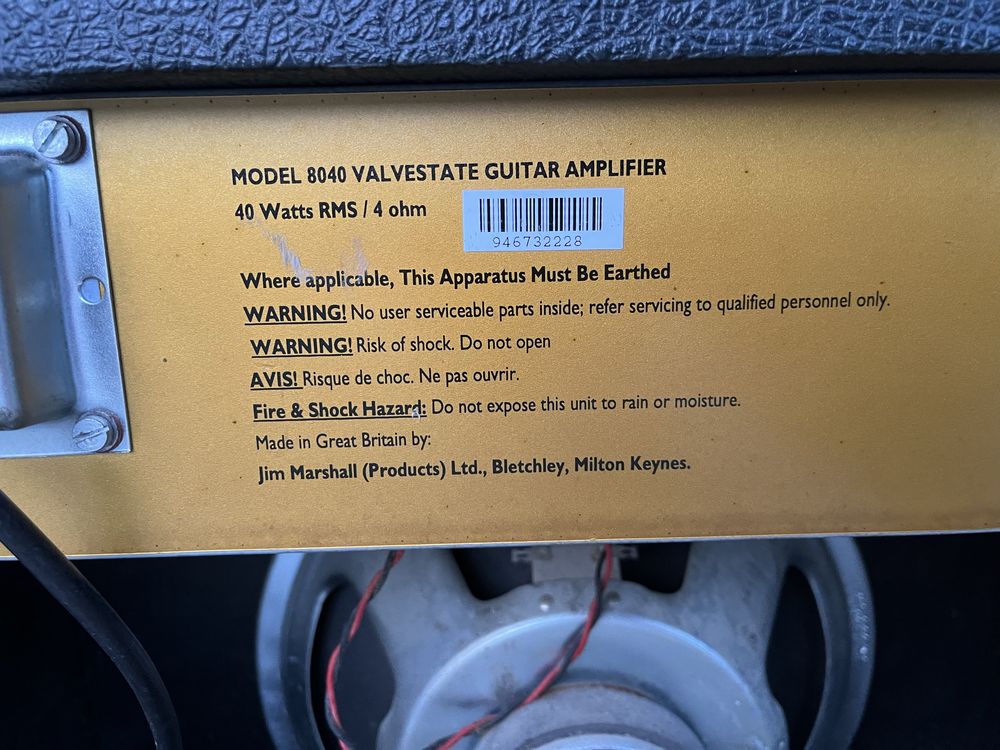 MODEL 8040 VALVESTATE GUITAR AMPLIFIER
40 Watts RMS / 4 ohm
946732228
Where applicable, This Apparatus Must Be Earthed
WARNING! No user serviceable parts inside; refer servicing to qualified personnel only.
WARNING! Risk of shock. Do not open
AVIS! Risque de choc. Ne pas ouvrir.
Fire & Shock Hazard: Do not expose this unit to rain or moisture.
Made in Great Britain by:
Jim Marshall (Products) Ltd., Bletchley, Milton Keynes.